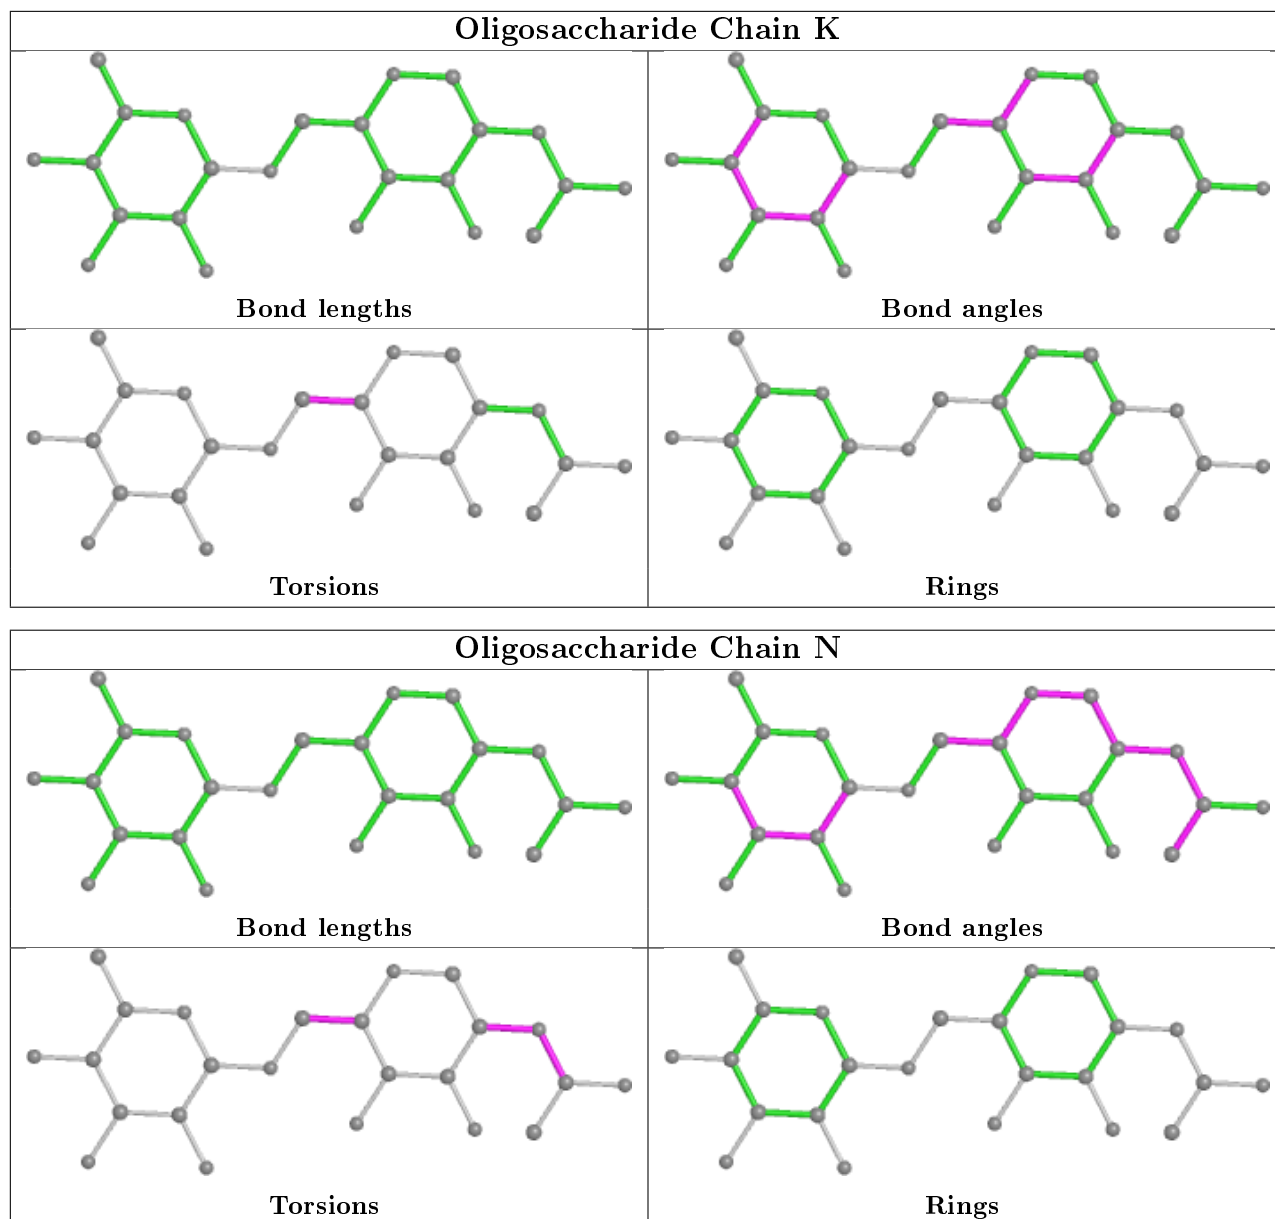 Oligosaccharide Chain K
Bond lengths
Bond angles
Torsions
Rings
Oligosaccharide Chain N
Bond lengths
Bond angles
Torsions
Rings